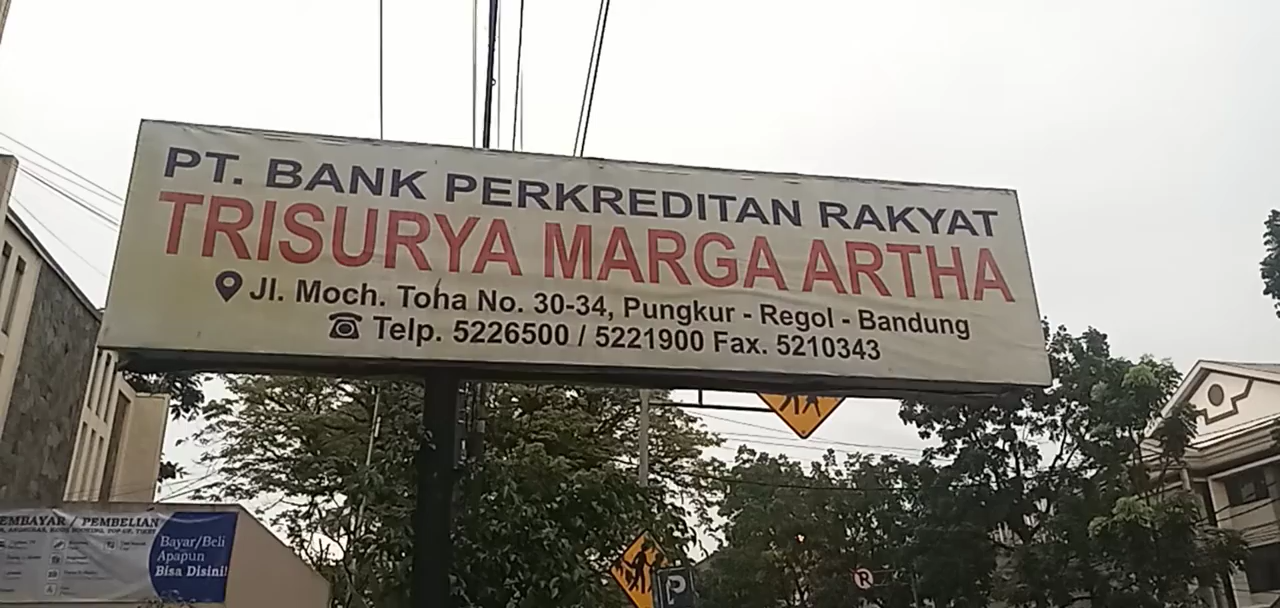 PT. BANK PERKREDITAN RAKYAT
TRISURYA MARGA ARTHA
Jl. Moch. Toha No. 30-34, Pungkur - Regol - Bandung
Telp. 5226500 / 5221900 Fax. 5210343
EMBAYAR / PEMBELIAN
Bayar/Beli
Apapun
Bisa Disini!
P
R